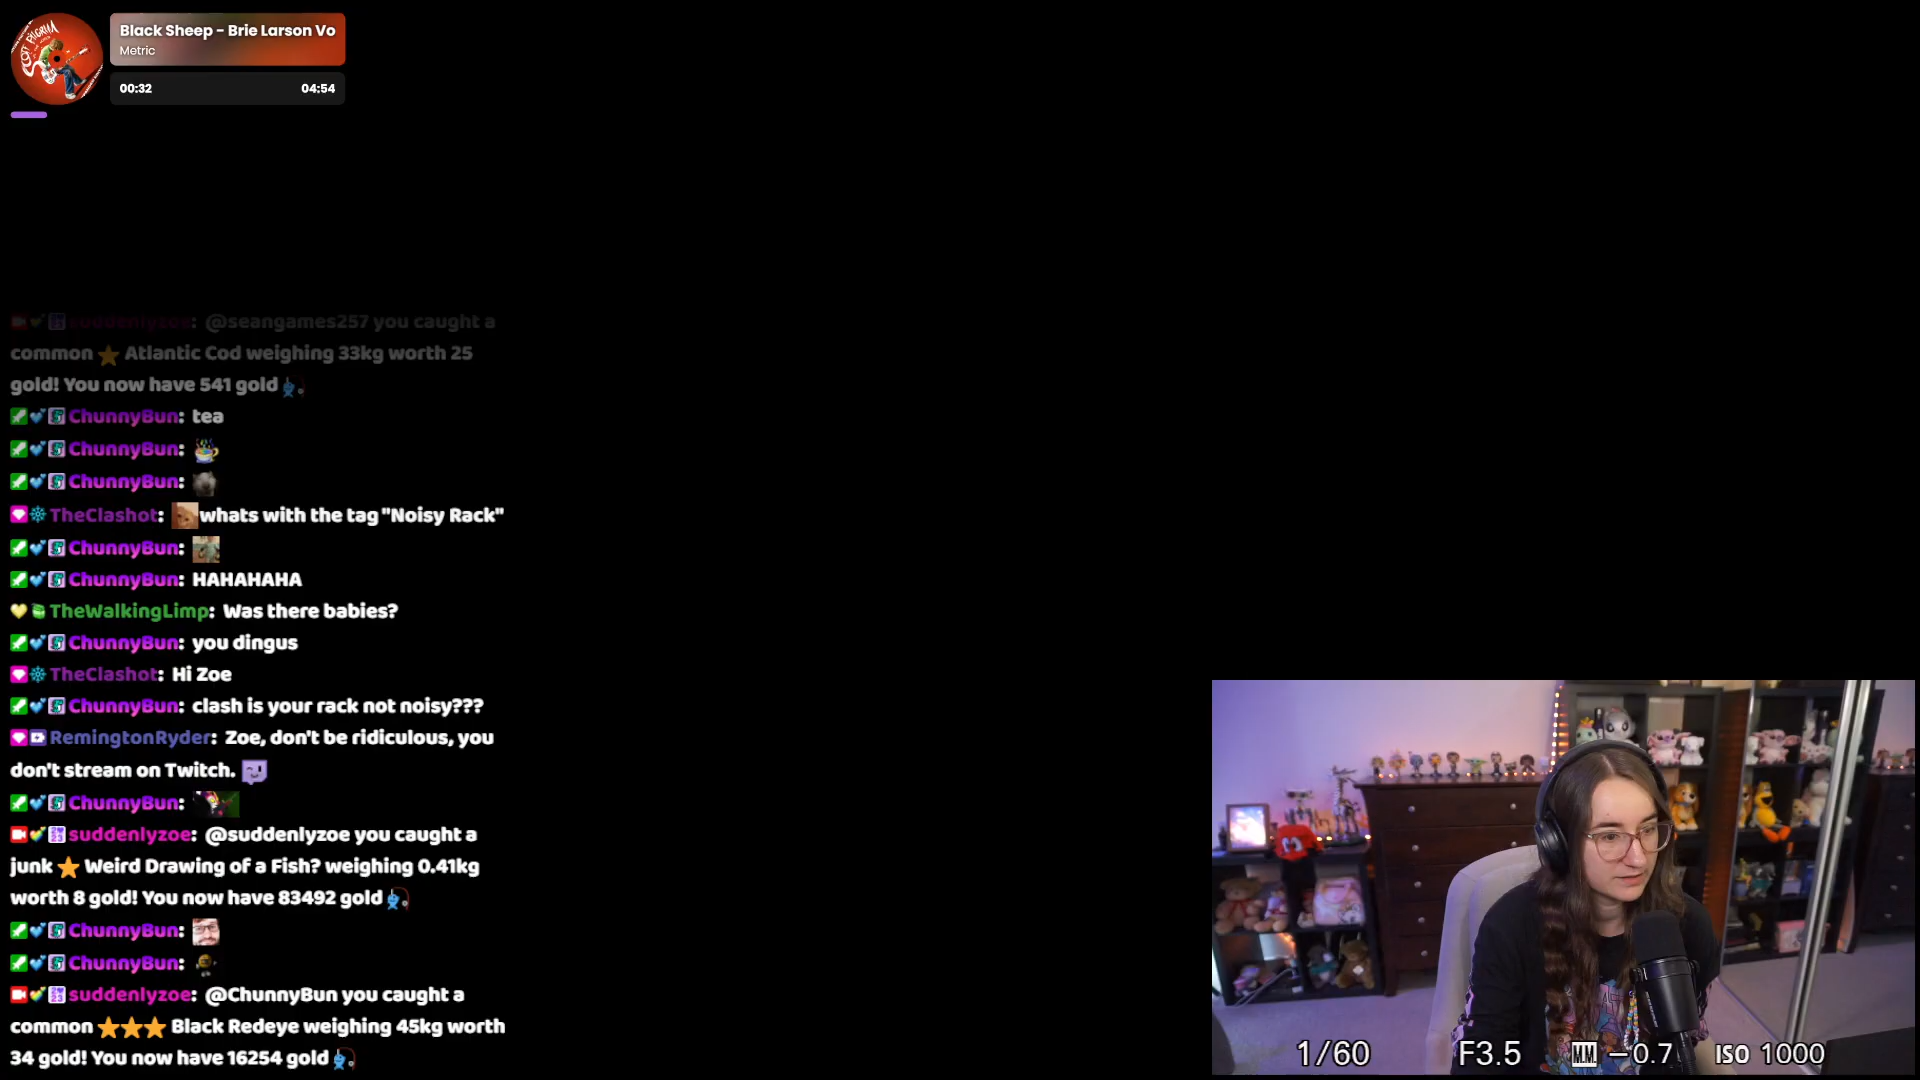 SCOTT PILGRIM
Black Sheep - Brie Larson Vo
Metric
00:32 04:54
suddenlyzoe: @seangames257 you caught a
common Atlantic Cod weighing 33kg worth 25
gold! You now have 541 gold
ChunnyBun: tea
ChunnyBun:
ChunnyBun:
TheClashot: whats with the tag "Noisy Rack"
ChunnyBun:
ChunnyBun: HAHAHAHA
TheWalkingLimp: Was there babies?
ChunnyBun: you dingus
TheClashot: Hi Zoe
ChunnyBun: clash is your rack not noisy???
RemingtonRyder: Zoe, don't be ridiculous, you
don't stream on Twitch.
ChunnyBun:
suddenlyzoe: @suddenlyzoe you caught a
junk Weird Drawing of a Fish? weighing 0.41kg
worth 8 gold! You now have 83492 gold
ChunnyBun:
ChunnyBun:
suddenlyzoe: @ChunnyBun you caught a
common Black Redeye weighing 45kg worth
34 gold! You now have 16254 gold
1/60 F3.5 M.M. -0.7 ISO 1000